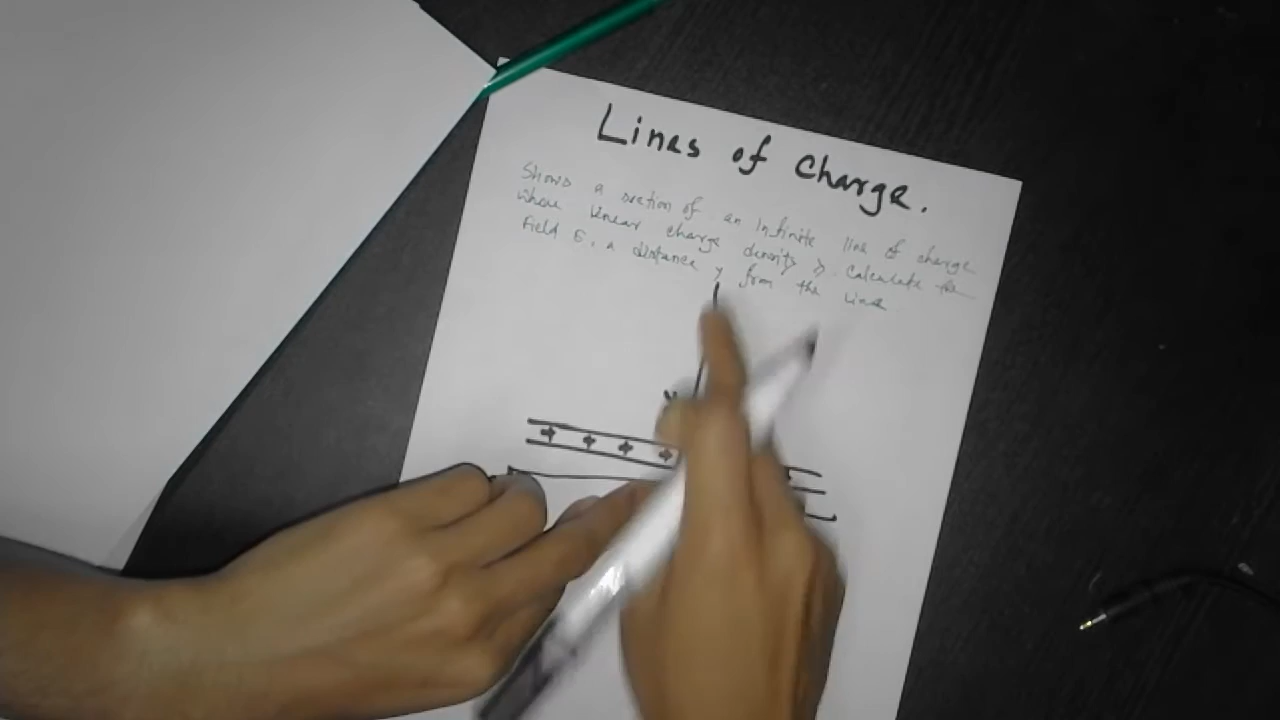 Lines of Charge.
Shows a section of an infinite line of charge
where linear charge density λ. Calculate the
field E, a distance y from the line
y
+ + + +